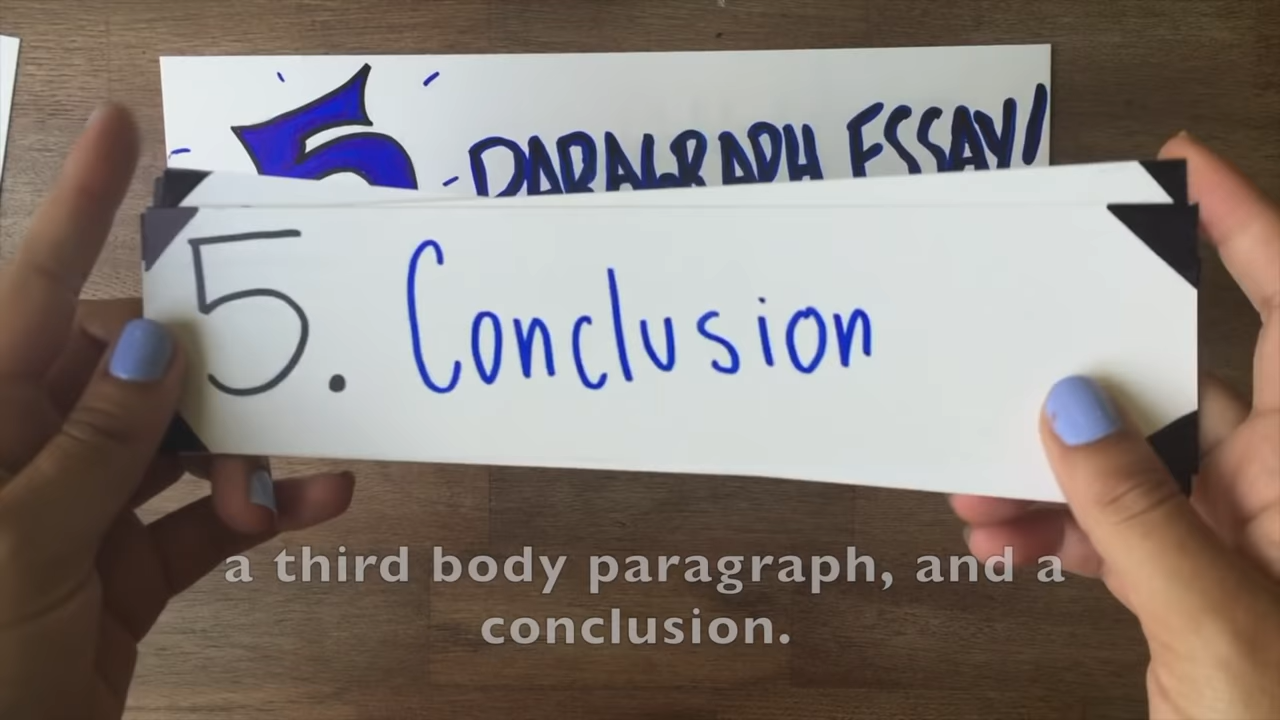 5 PARAGRAPH ESSAY!
5. Conclusion
a third body paragraph, and a
conclusion.